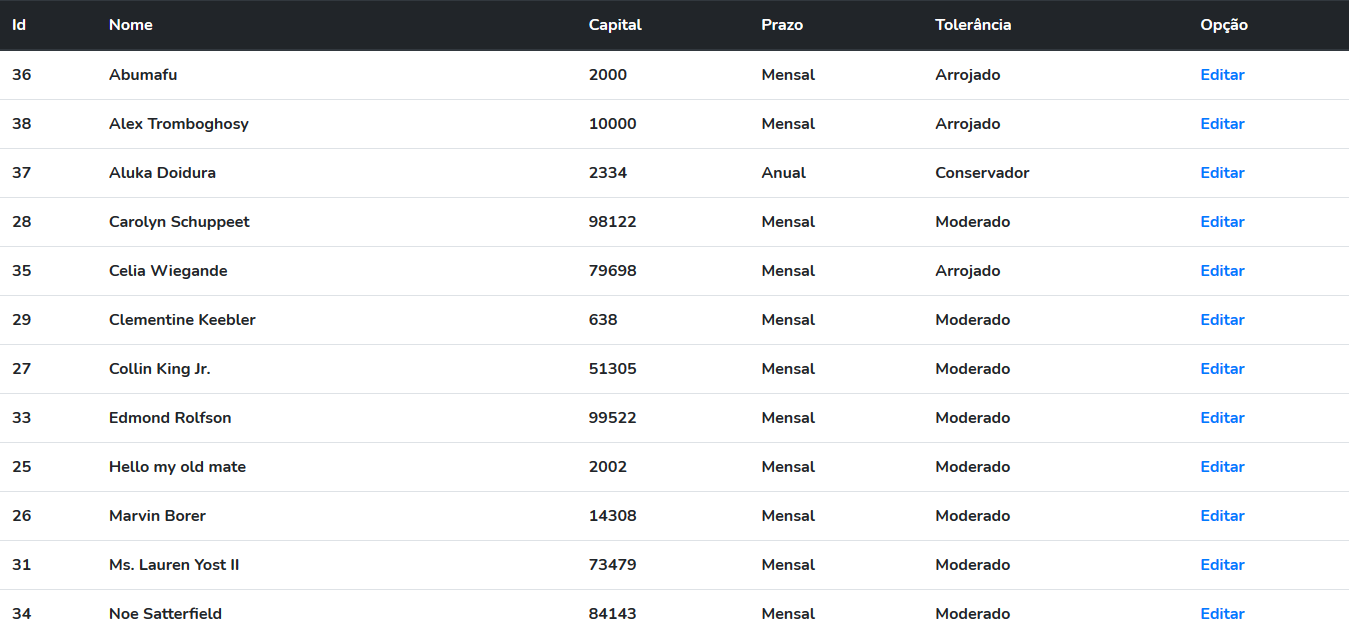 Id Nome Capital Prazo Tolerância Opção
36 Abumafu 2000 Mensal Arrojado Editar
38 Alex Tromboghosy 10000 Mensal Arrojado Editar
37 Aluka Doidura 2334 Anual Conservador Editar
28 Carolyn Schuppeet 98122 Mensal Moderado Editar
35 Celia Wiegande 79698 Mensal Arrojado Editar
29 Clementine Keebler 638 Mensal Moderado Editar
27 Collin King Jr. 51305 Mensal Moderado Editar
33 Edmond Rolfson 99522 Mensal Moderado Editar
25 Hello my old mate 2002 Mensal Moderado Editar
26 Marvin Borer 14308 Mensal Moderado Editar
31 Ms. Lauren Yost II 73479 Mensal Moderado Editar
34 Noe Satterfield 84143 Mensal Moderado Editar